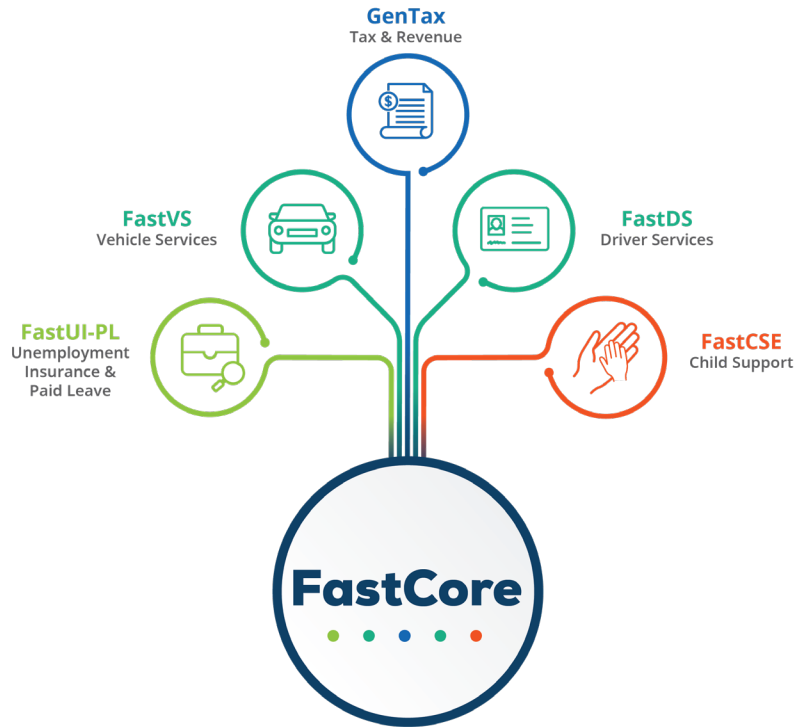 GenTax
Tax & Revenue
FastVS
Vehicle Services
FastDS
Driver Services
FastUI-PL
Unemployment
Insurance &
Paid Leave
FastCSE
Child Support
$
FastCore